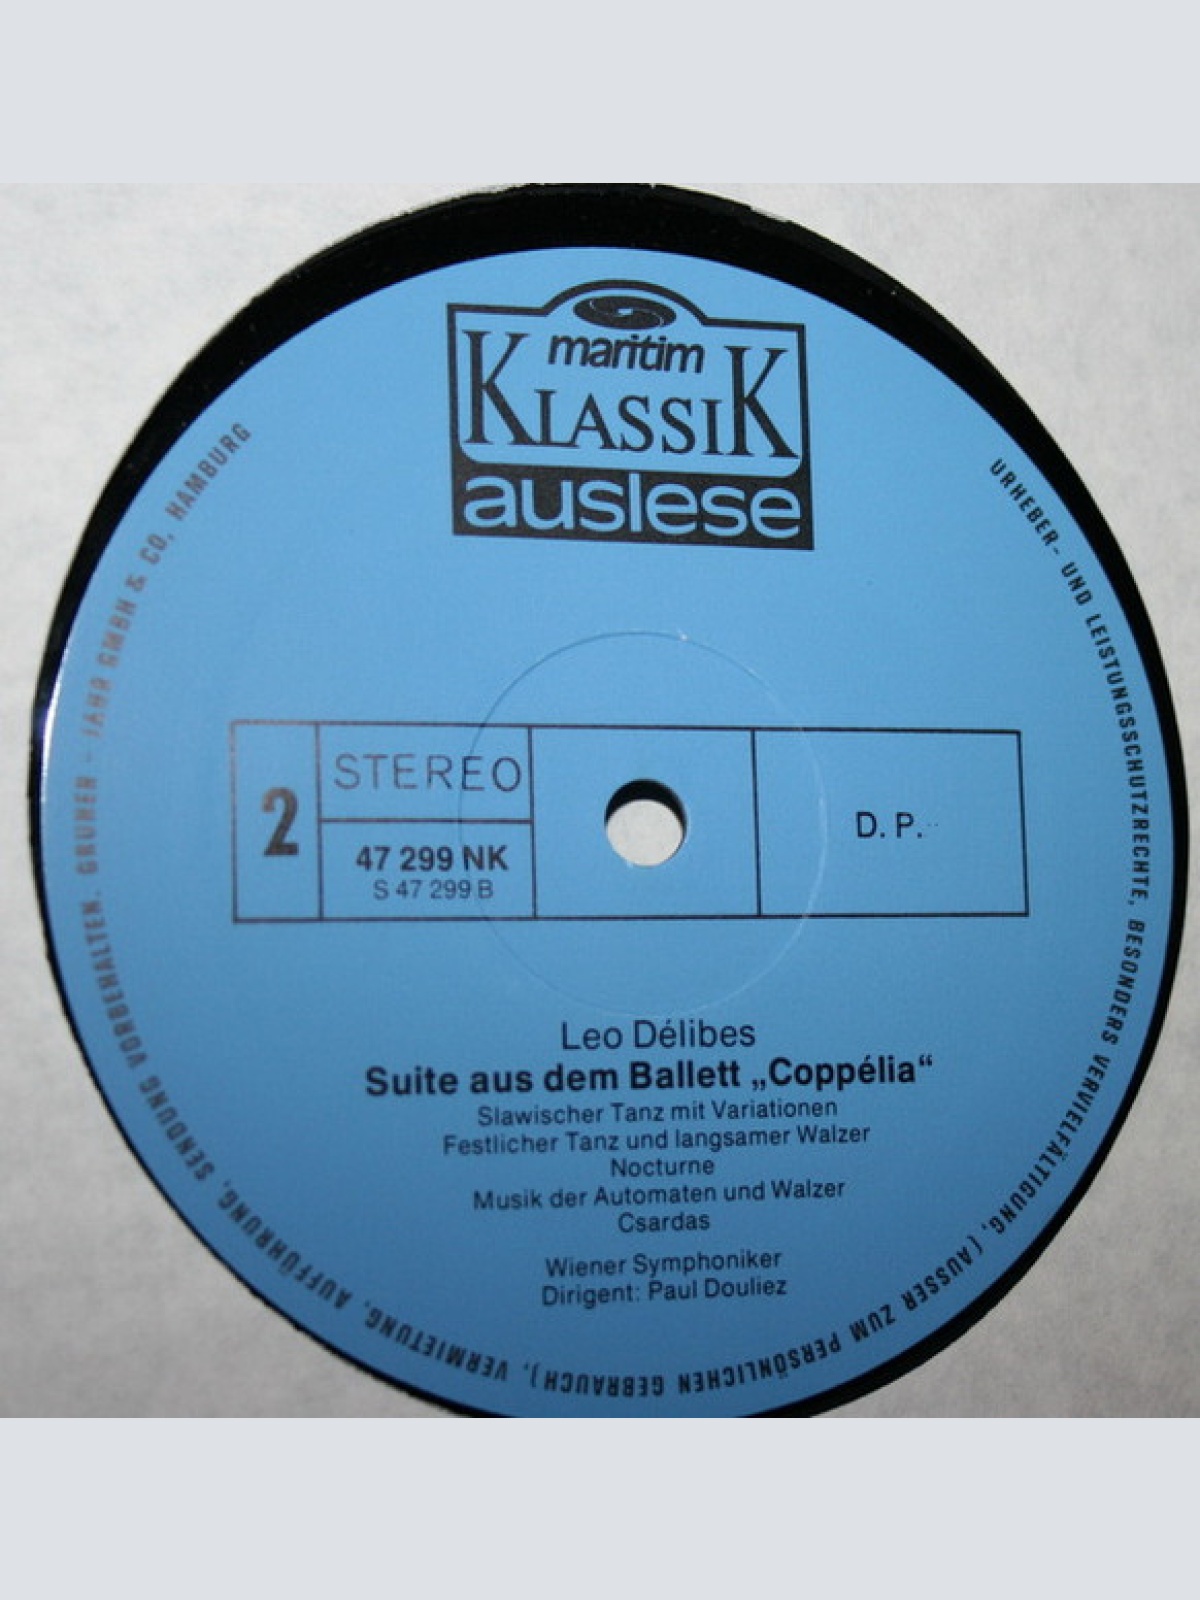 maritim
KLASSIK
auslese
2
STEREO
47 299 NK
S 47 299 B
D. P.
Leo Délibes
Suite aus dem Ballett „Coppélia“
Slawischer Tanz mit Variationen
Festlicher Tanz und langsamer Walzer
Nocturne
Musik der Automaten und Walzer
Csardas
Wiener Symphoniker
Dirigent: Paul Douliez
URHEBER- UND LEISTUNGSSCHUTZRECHTE, BESONDERS VERVIELFÄLTIGUNG, (AUSSER ZUM PERSÖNLICHEN GEBRAUCH), VERMIETUNG, AUFFÜHRUNG, SENDUNG VORBEHALTEN. GRUNER - JAHR GMBH & CO, HAMBURG